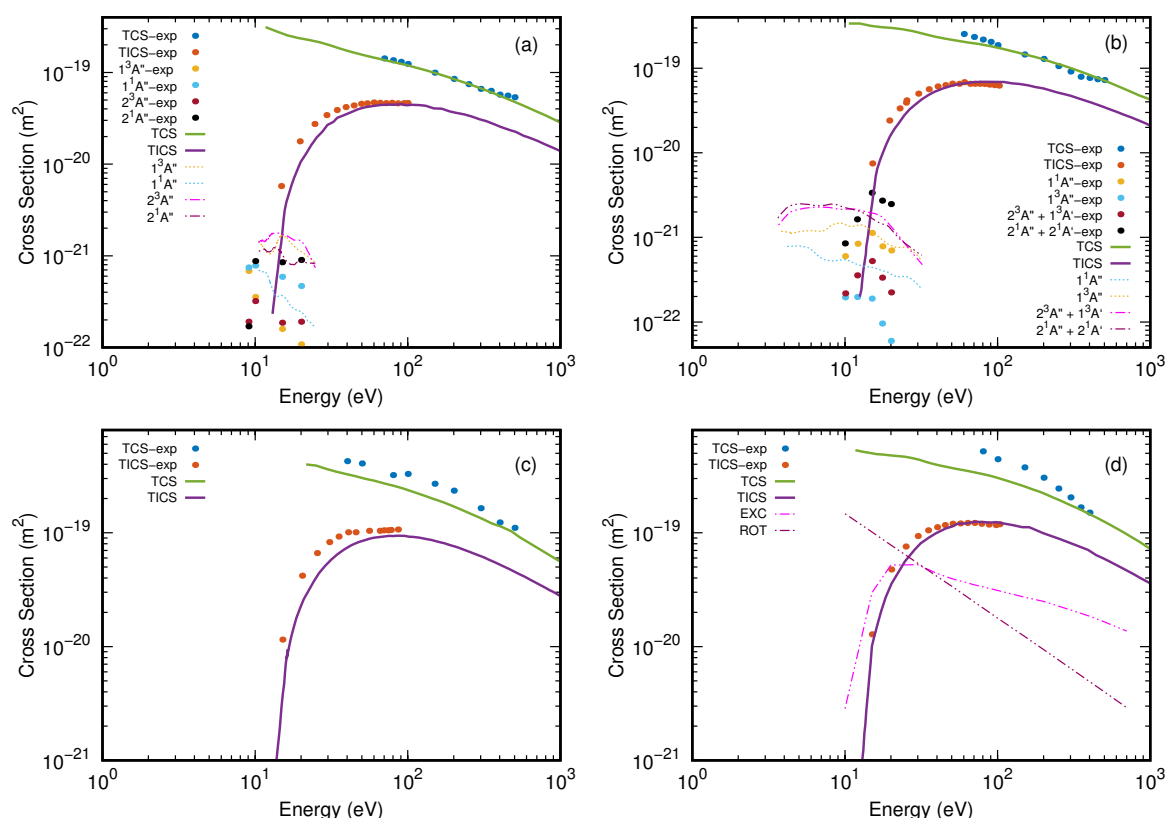 (a)
TCS−exp
TICS−exp
1³A"−exp
1¹A"−exp
2³A"−exp
2¹A"−exp
TCS
TICS
1³A"
1¹A"
2³A"
2¹A"
10⁻¹⁹
10⁻²⁰
10⁻²¹
10⁻²²
Cross Section (m²)
10⁰ 10¹ 10² 10³
Energy (eV)
(b)
TCS−exp
TICS−exp
1¹A"−exp
1³A"−exp
2³A" + 1³A'−exp
2¹A" + 2¹A'−exp
TCS
TICS
1¹A"
1³A"
2³A" + 1³A'
2¹A" + 2¹A'
10⁻¹⁹
10⁻²⁰
10⁻²¹
10⁻²²
Cross Section (m²)
10⁰ 10¹ 10² 10³
Energy (eV)
(c)
TCS−exp
TICS−exp
TCS
TICS
10⁻¹⁹
10⁻²⁰
10⁻²¹
Cross Section (m²)
10⁰ 10¹ 10² 10³
Energy (eV)
(d)
TCS−exp
TICS−exp
TCS
TICS
EXC
ROT
10⁻¹⁹
10⁻²⁰
10⁻²¹
Cross Section (m²)
10⁰ 10¹ 10² 10³
Energy (eV)